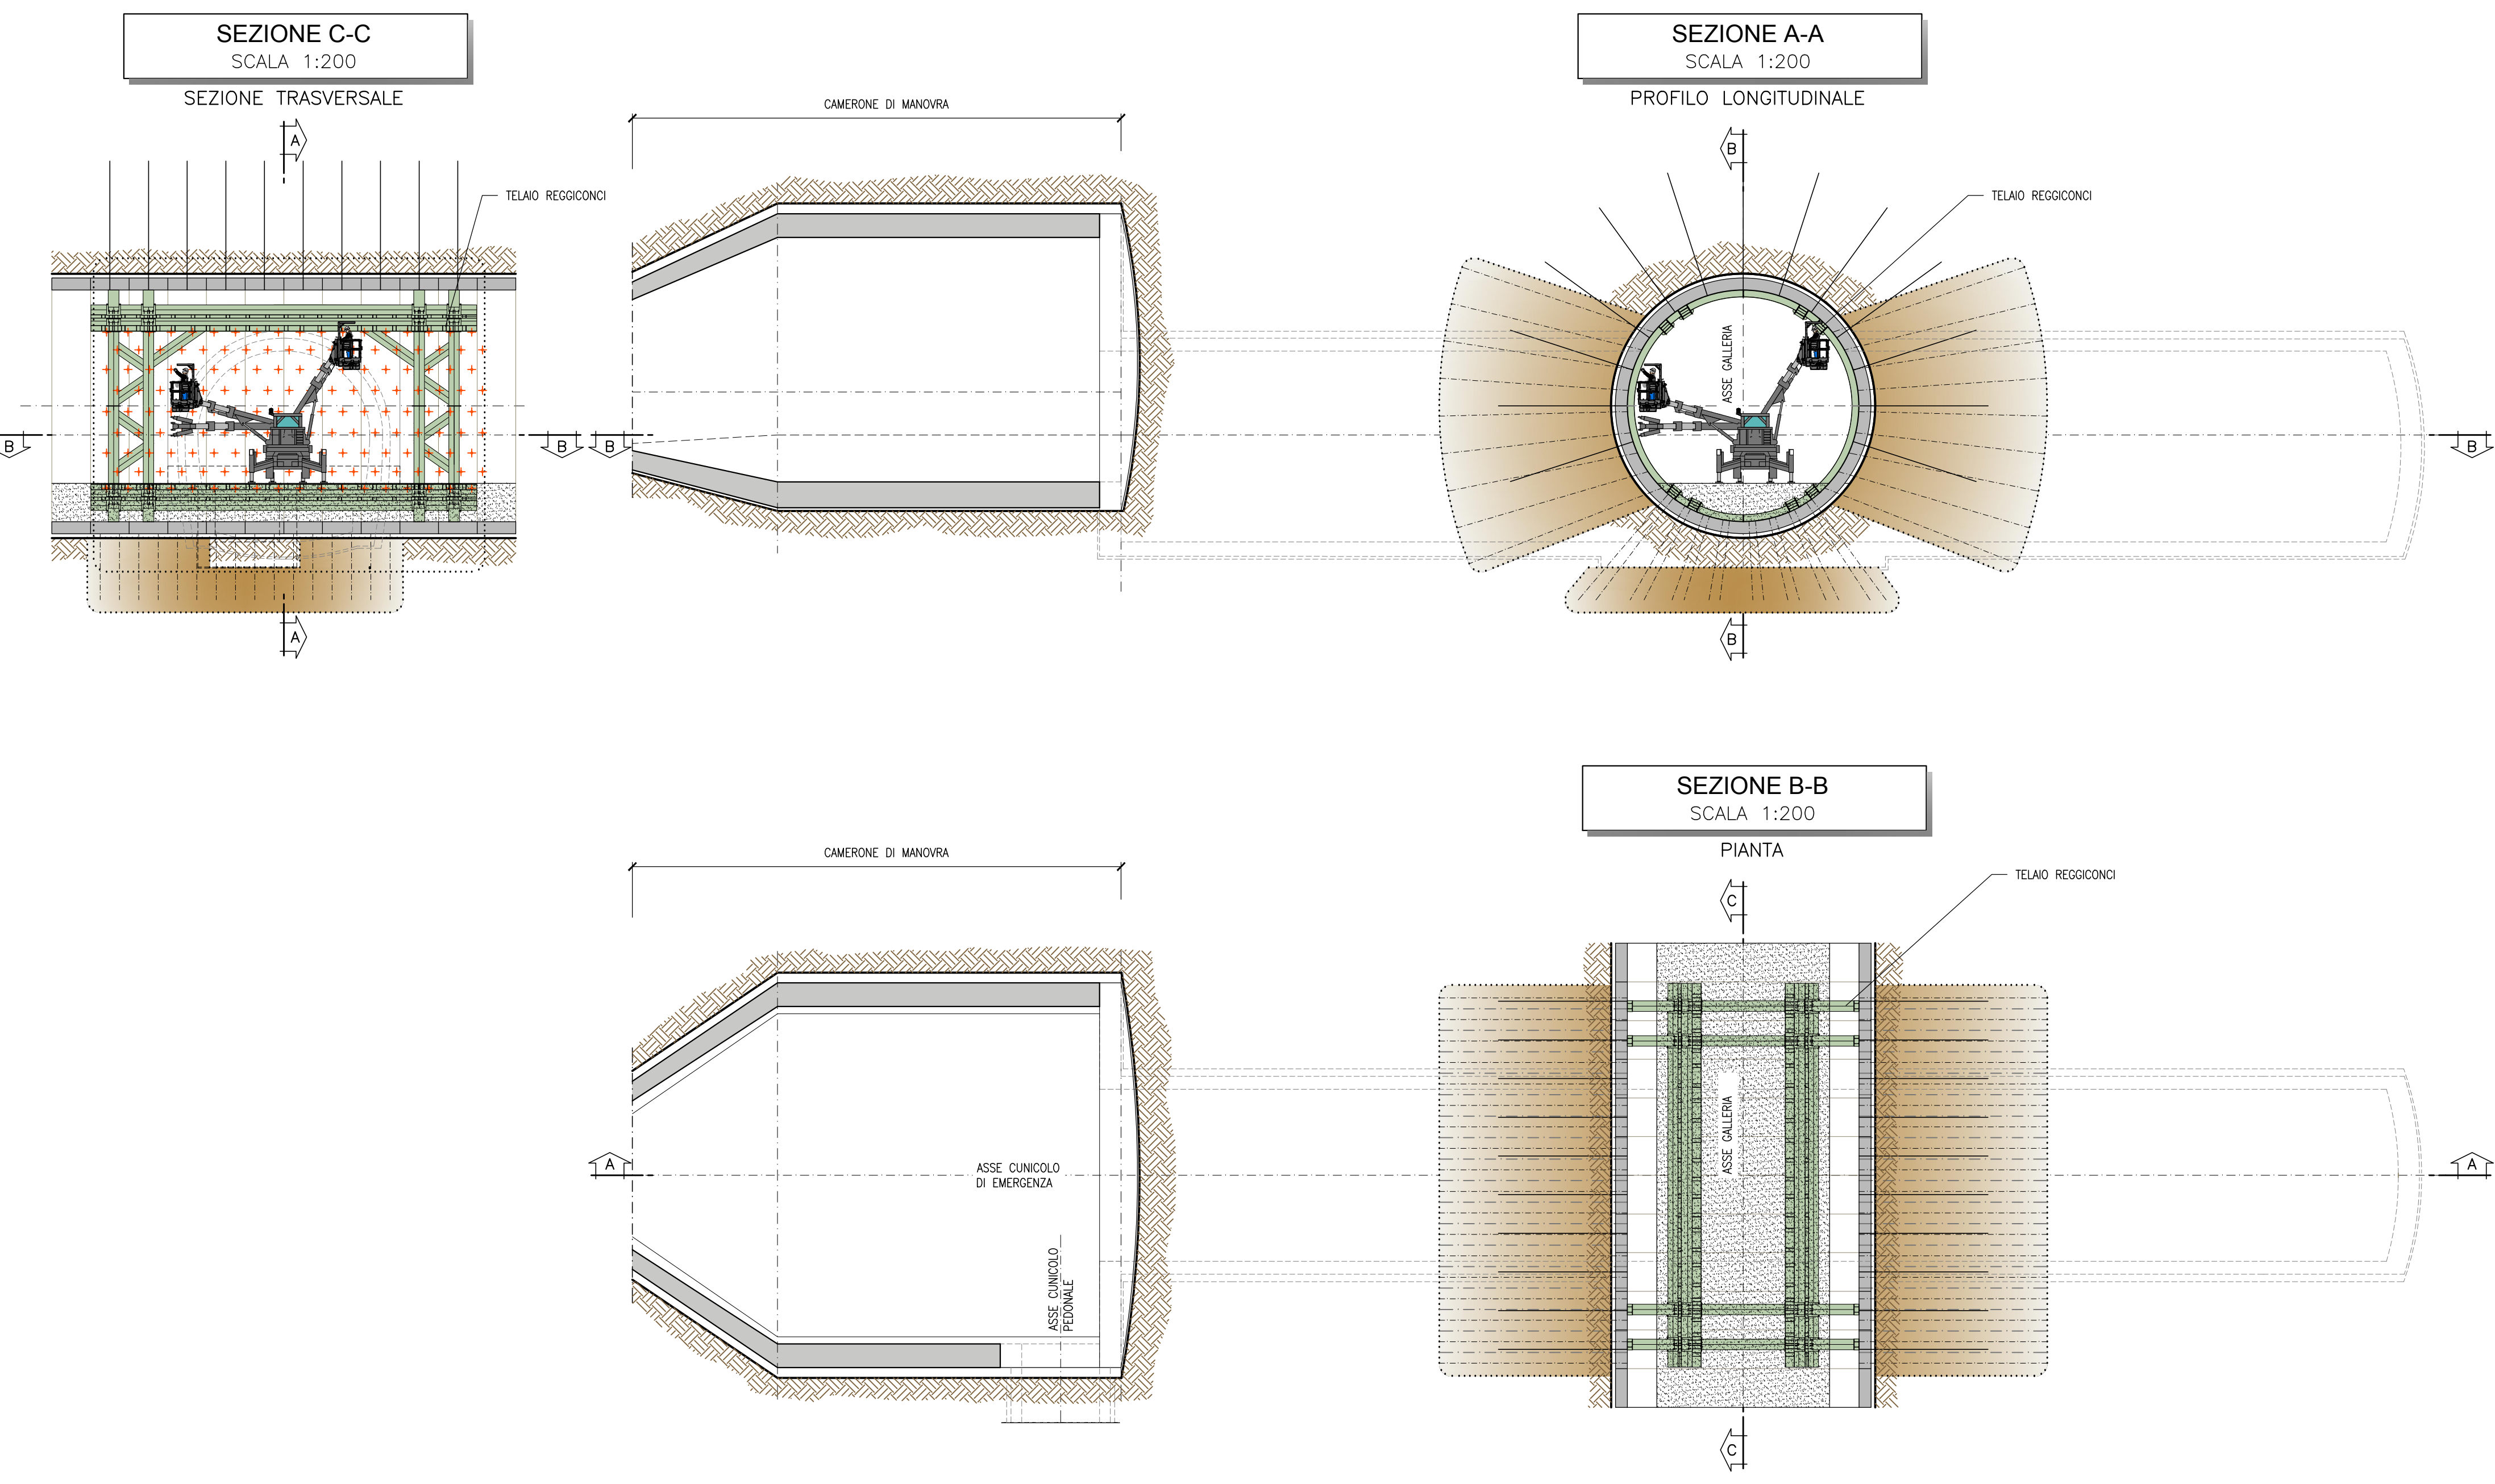 SEZIONE C-C
SCALA 1:200
SEZIONE TRASVERSALE
A
TELAIO REGGICONCI
B
B
A
CAMERONE DI MANOVRA
B
SEZIONE A-A
SCALA 1:200
PROFILO LONGITUDINALE
B
TELAIO REGGICONCI
ASSE GALLERIA
B
B
SEZIONE B-B
SCALA 1:200
PIANTA
CAMERONE DI MANOVRA
TELAIO REGGICONCI
C
ASSE GALLERIA
A
ASSE CUNICOLO
DI EMERGENZA
A
ASSE CUNICOLO
PEDONALE
C